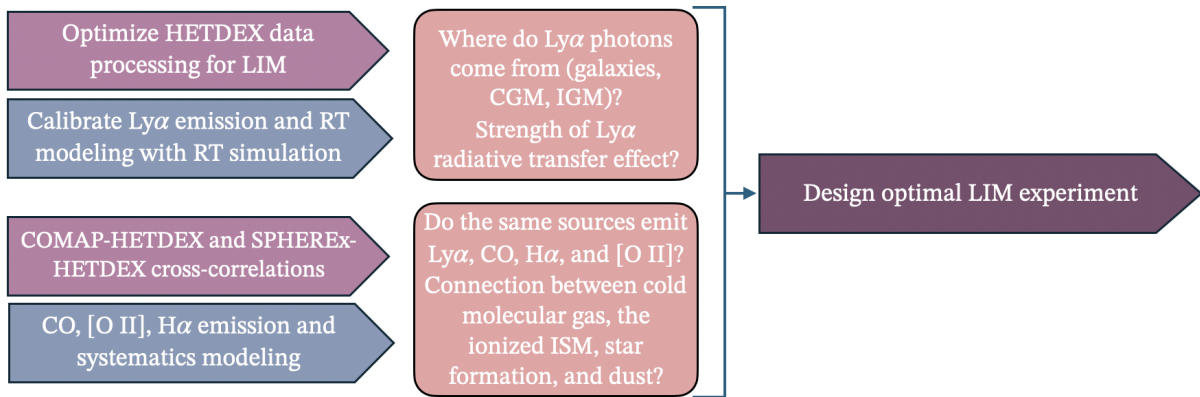 Optimize HETDEX data
processing for LIM
Calibrate Lyα emission and RT
modeling with RT simulation
Where do Lyα photons
come from (galaxies,
CGM, IGM)?
Strength of Lyα
radiative transfer effect?
COMAP-HETDEX and SPHEREx-
HETDEX cross-correlations
CO, [O II], Hα emission and
systematics modeling
Do the same sources emit
Lyα, CO, Hα, and [O II]?
Connection between cold
molecular gas, the
ionized ISM, star
formation, and dust?
Design optimal LIM experiment